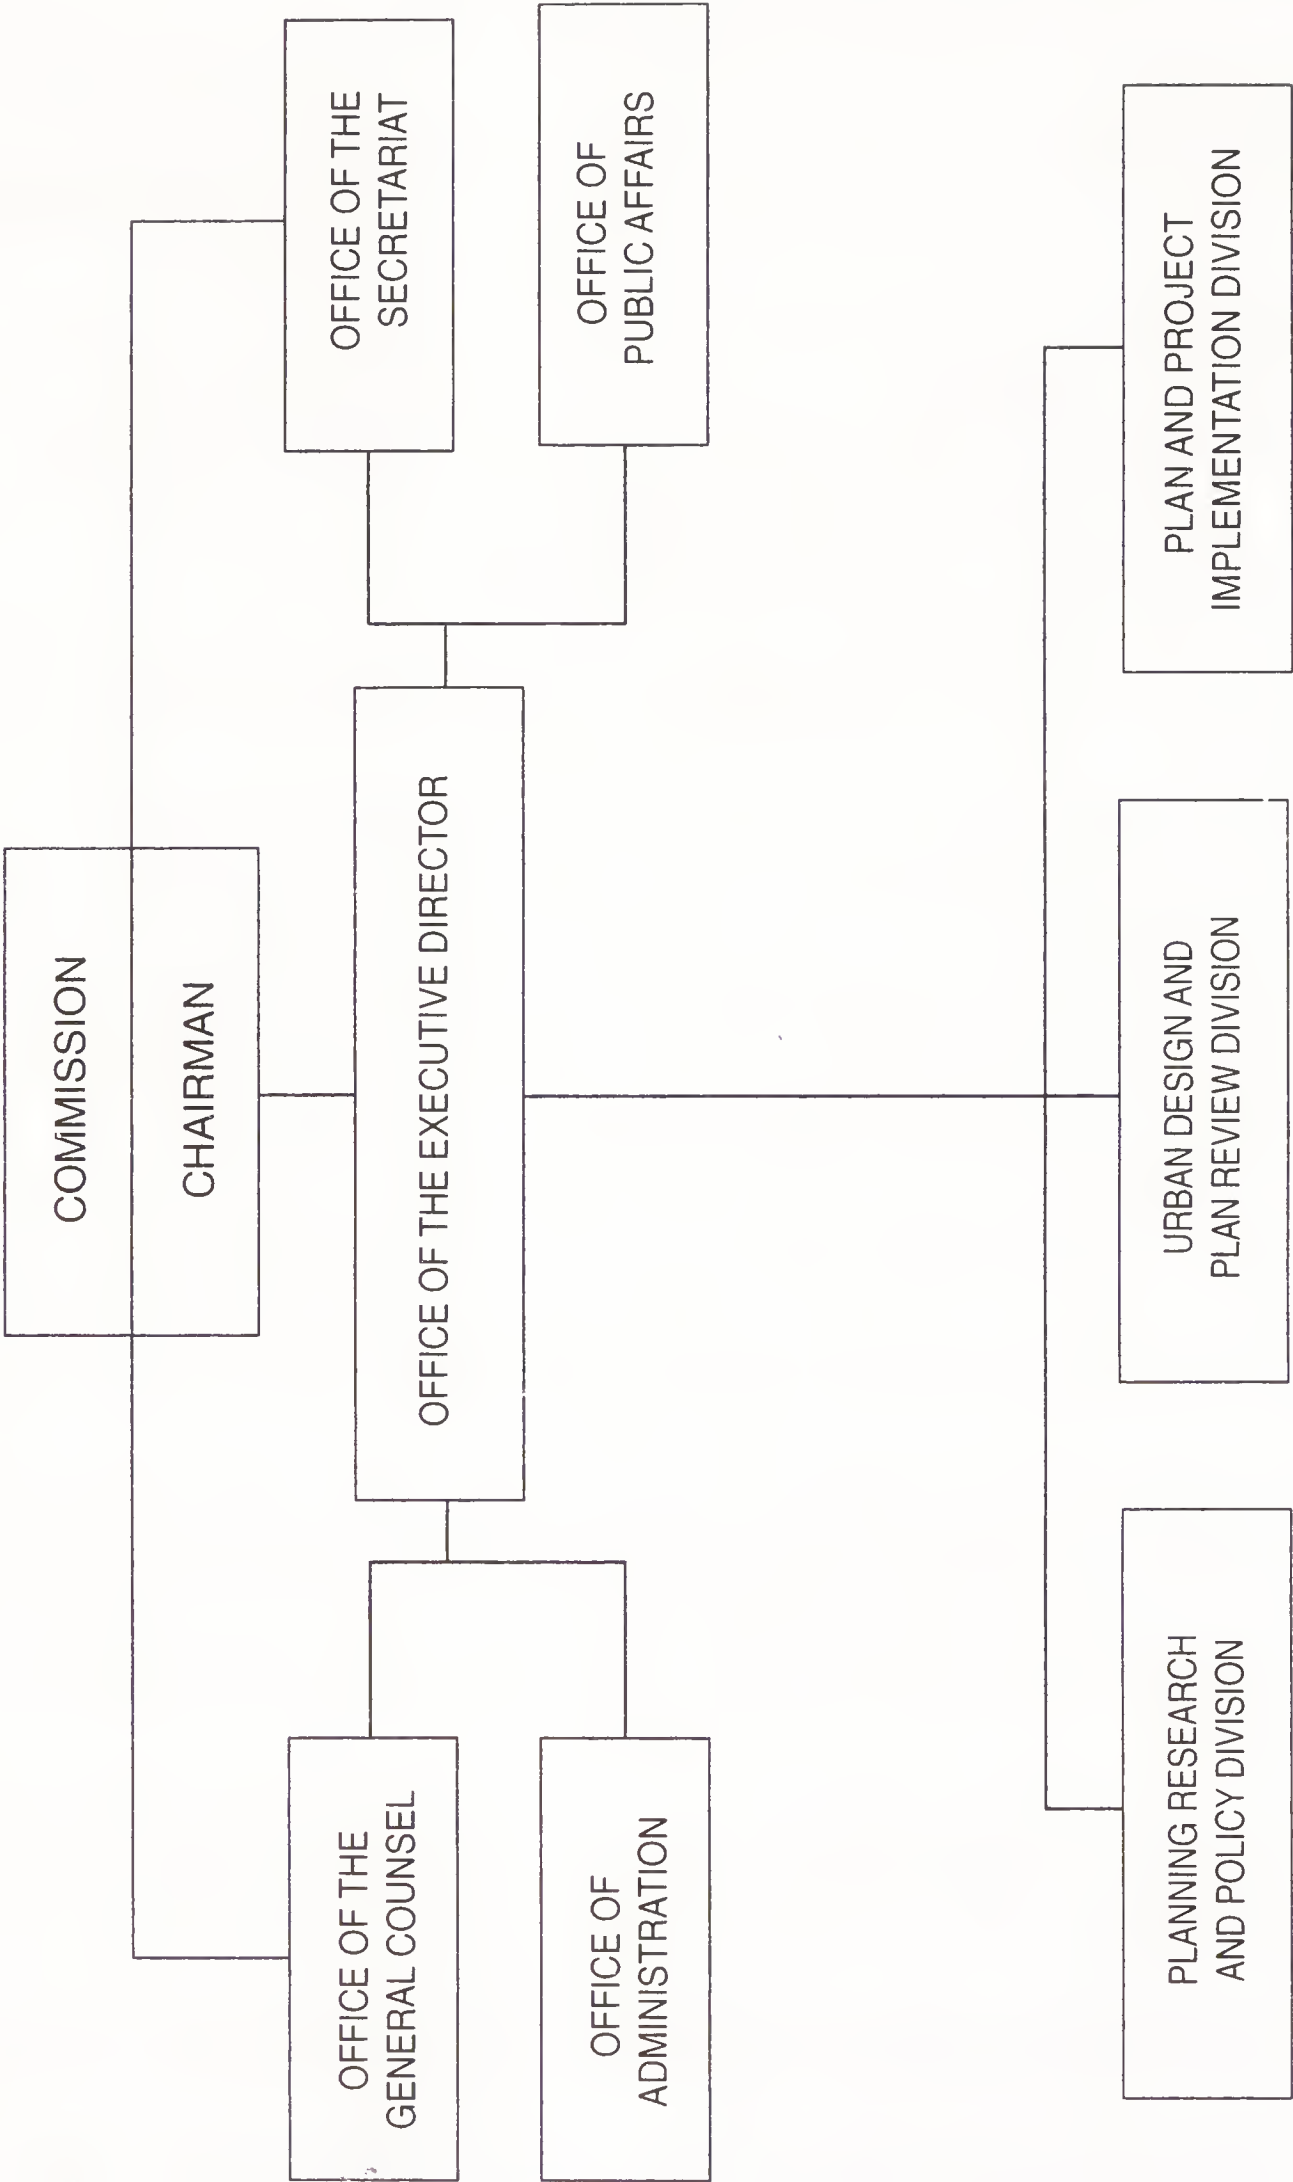 COMMISSION
CHAIRMAN
OFFICE OF THE
GENERAL COUNSEL
OFFICE OF THE EXECUTIVE DIRECTOR
OFFICE OF THE
SECRETARIAT
OFFICE OF
ADMINISTRATION
OFFICE OF
PUBLIC AFFAIRS
PLANNING RESEARCH
AND POLICY DIVISION
URBAN DESIGN AND
PLAN REVIEW DIVISION
PLAN AND PROJECT
IMPLEMENTATION DIVISION